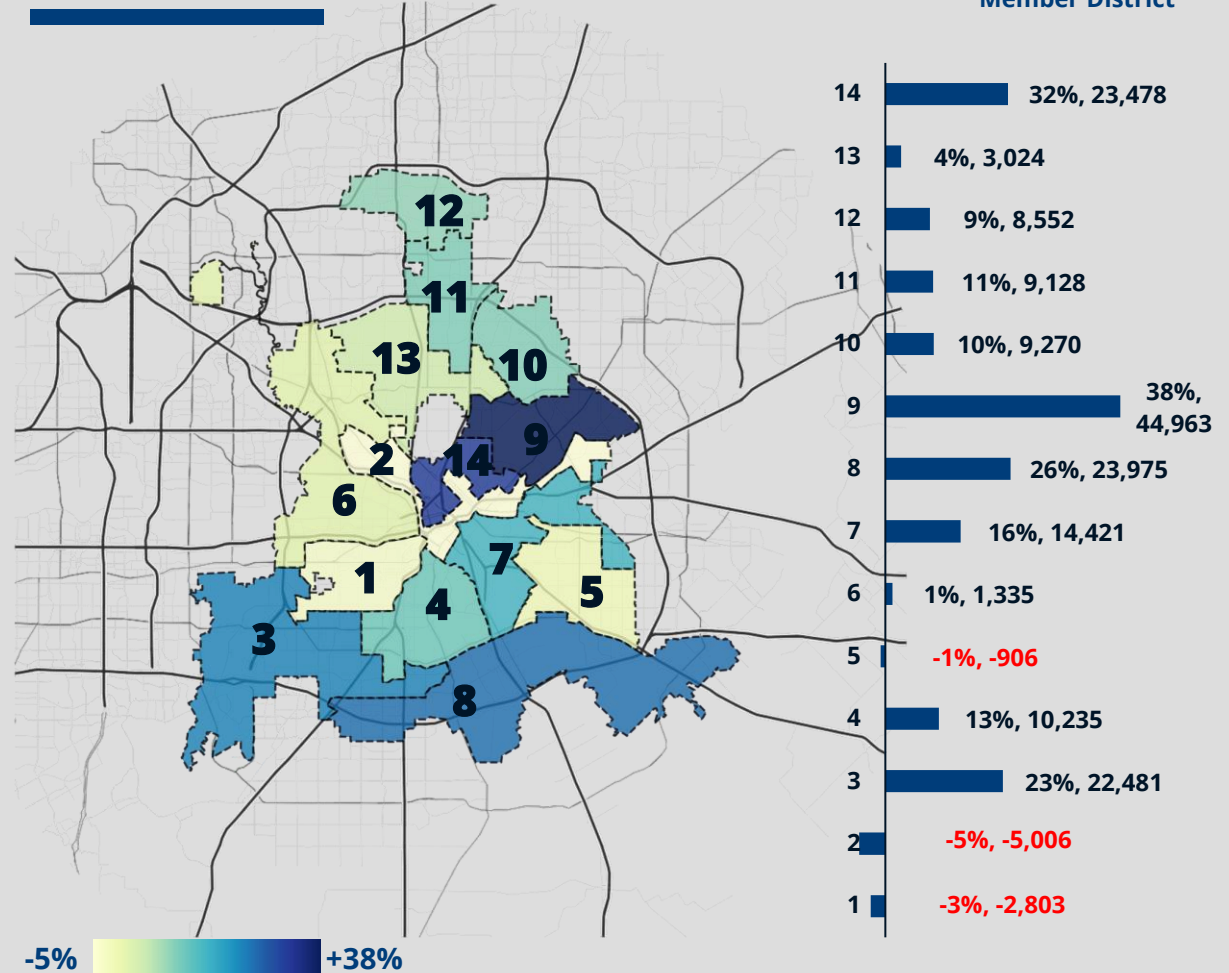 Member District
14 32%, 23,478
13 4%, 3,024
12 9%, 8,552
11 11%, 9,128
10 10%, 9,270
9 38%,
44,963
8 26%, 23,975
7 16%, 14,421
6 1%, 1,335
5 -1%, -906
4 13%, 10,235
3 23%, 22,481
2 -5%, -5,006
1 -3%, -2,803
12
11
13
10
9
2
14
6
7
1
5
4
3
8
-5% +38%